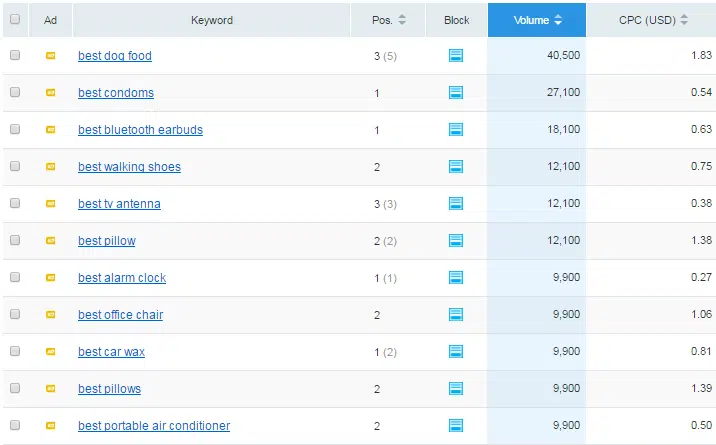 Ad Keyword Pos. Block Volume CPC (USD)
best dog food 3 (5) 40,500 1.83
best condoms 1 27,100 0.54
best bluetooth earbuds 1 18,100 0.63
best walking shoes 2 12,100 0.75
best tv antenna 3 (3) 12,100 0.38
best pillow 2 (2) 12,100 1.38
best alarm clock 1 (1) 9,900 0.27
best office chair 2 9,900 1.06
best car wax 1 (2) 9,900 0.81
best pillows 2 9,900 1.39
best portable air conditioner 2 9,900 0.50